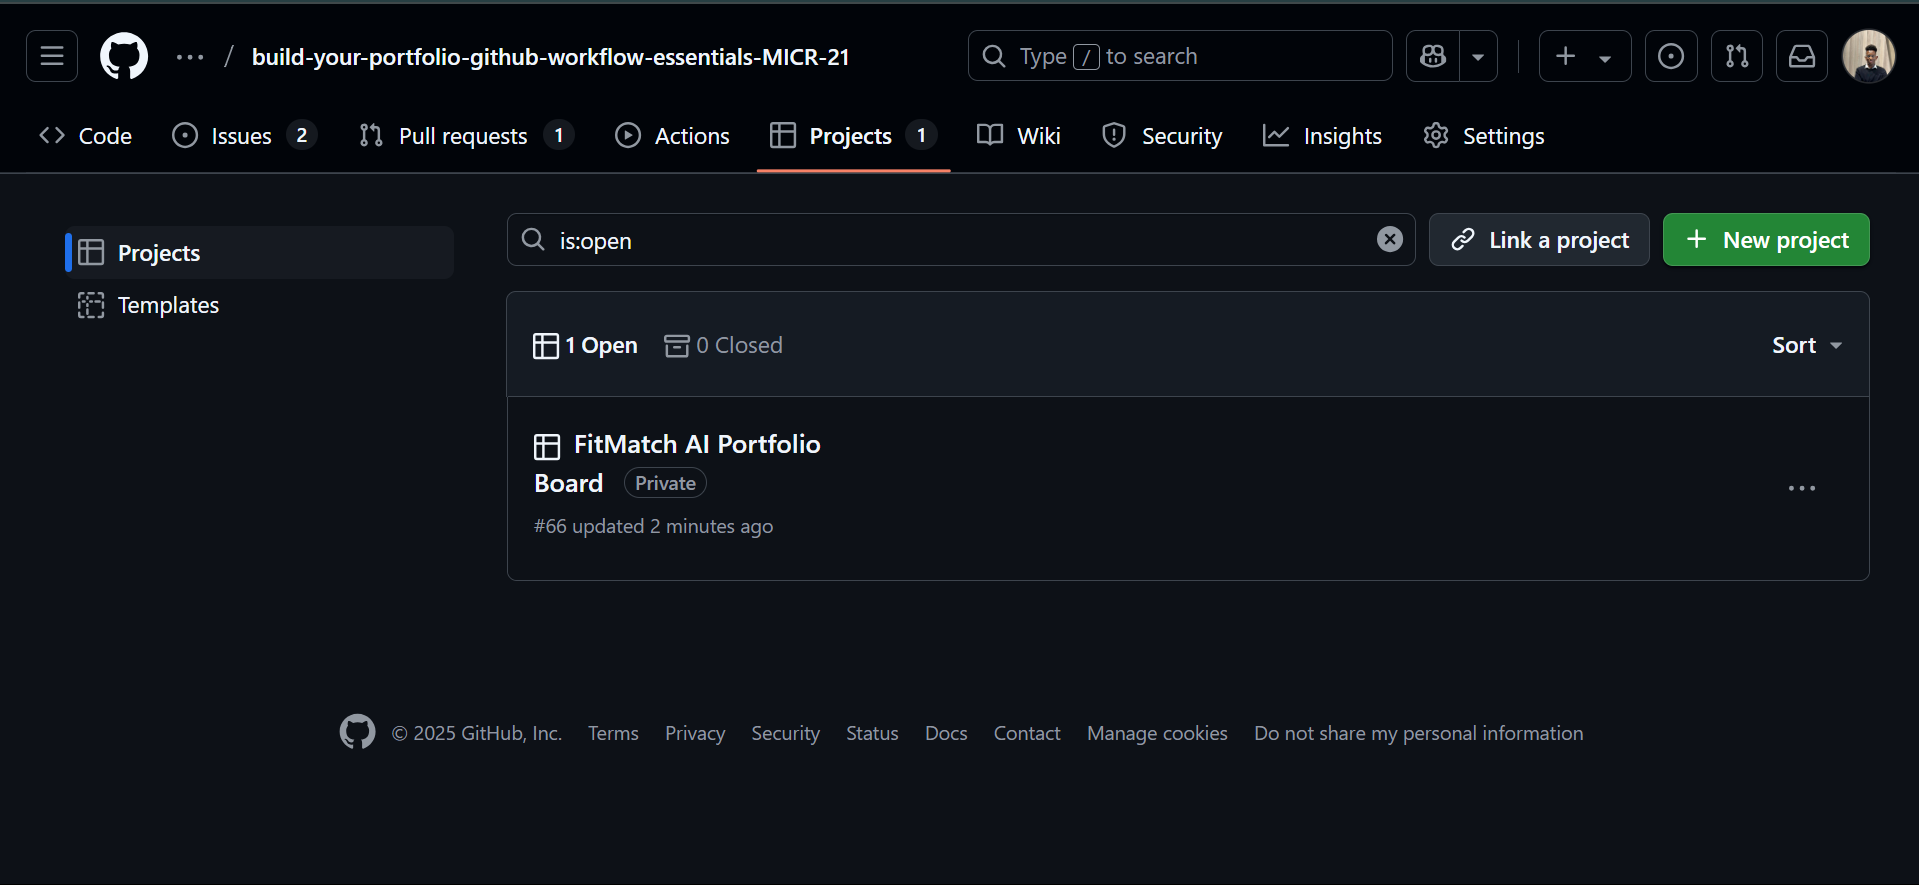 ... / build-your-portfolio-github-workflow-essentials-MICR-21
Type / to search
Code
Issues 2
Pull requests 1
Actions
Projects 1
Wiki
Security
Insights
Settings
Projects
Templates
is:open
Link a project
New project
1 Open
0 Closed
Sort
FitMatch AI Portfolio
Board Private
#66 updated 2 minutes ago
© 2025 GitHub, Inc. Terms Privacy Security Status Docs Contact Manage cookies Do not share my personal information